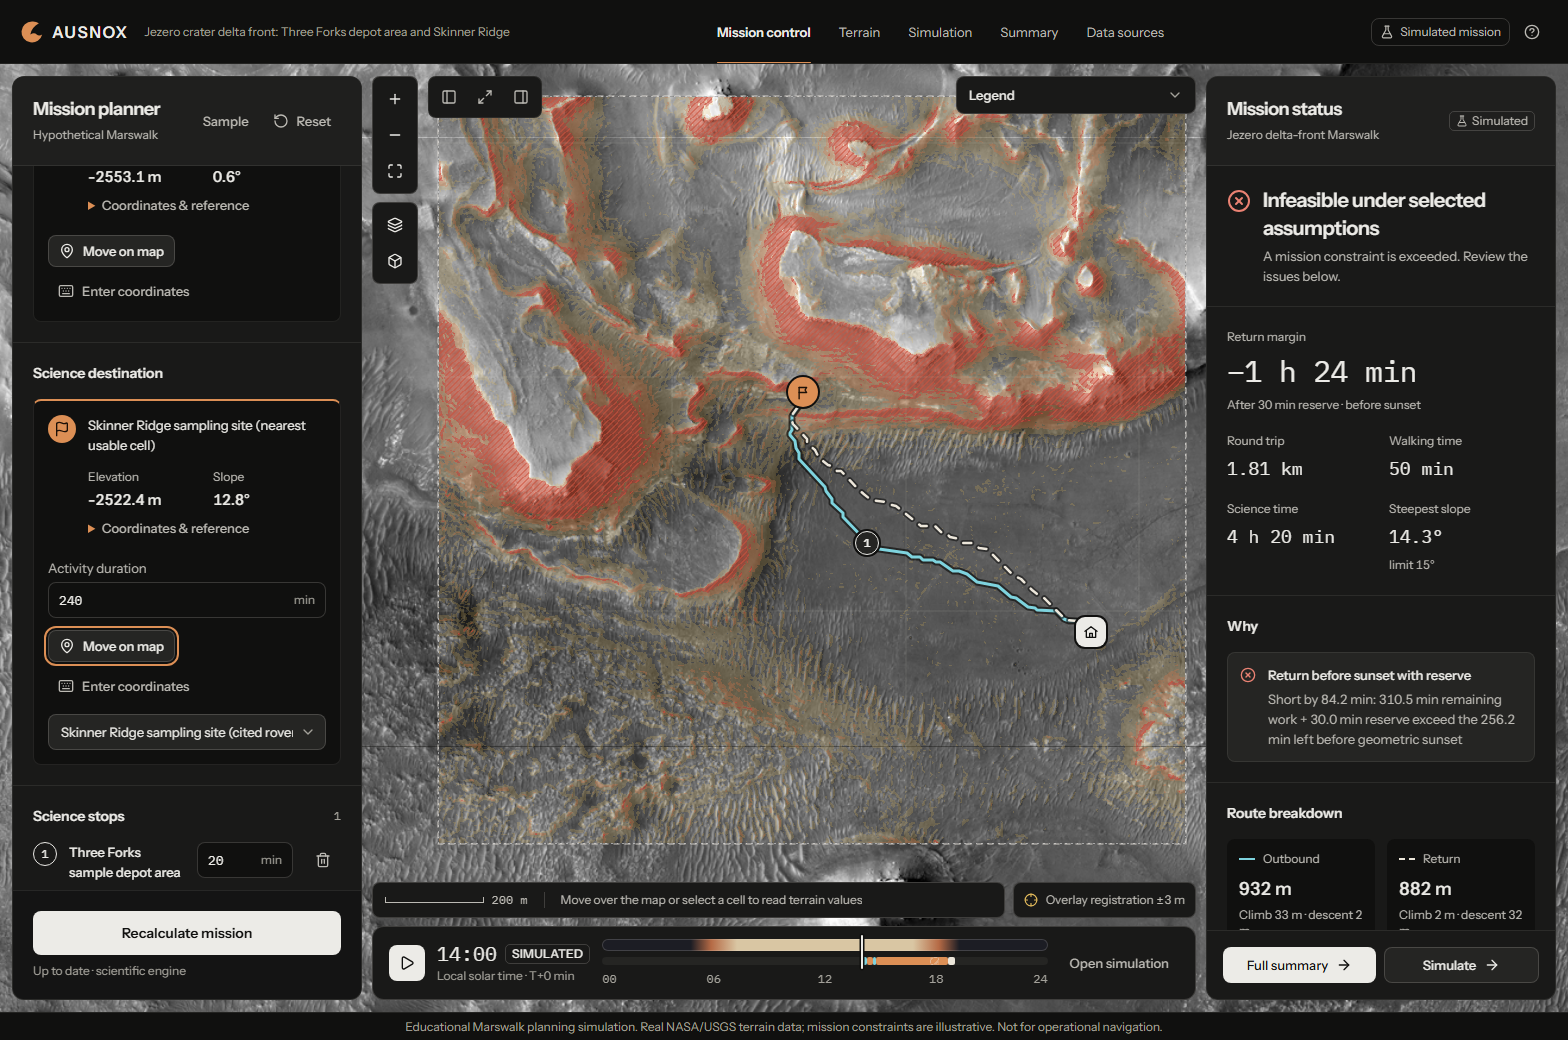 AUSNOX
Jezero crater delta front: Three Forks depot area and Skinner Ridge
Mission control
Terrain
Simulation
Summary
Data sources
Simulated mission
Mission planner
Hypothetical Marswalk
Sample
Reset
-2553.1 m
0.6°
Coordinates & reference
Move on map
Enter coordinates
Science destination
Skinner Ridge sampling site (nearest
usable cell)
Elevation
Slope
-2522.4 m
12.8°
Coordinates & reference
Activity duration
240
min
Move on map
Enter coordinates
Skinner Ridge sampling site (cited rover
Science stops
1
1
Three Forks
sample depot area
20
min
Recalculate mission
Up to date · scientific engine
Legend
1
200 m
Move over the map or select a cell to read terrain values
Overlay registration ±3 m
14:00
SIMULATED
Local solar time · T+0 min
00
06
12
18
24
Open simulation
Mission status
Jezero delta-front Marswalk
Simulated
Infeasible under selected
assumptions
A mission constraint is exceeded. Review the
issues below.
Return margin
−1 h 24 min
After 30 min reserve · before sunset
Round trip
Walking time
1.81 km
50 min
Science time
Steepest slope
4 h 20 min
14.3°
limit 15°
Why
Return before sunset with reserve
Short by 84.2 min: 310.5 min remaining
work + 30.0 min reserve exceed the 256.2
min left before geometric sunset
Route breakdown
Outbound
Return
932 m
882 m
Climb 33 m · descent 2
Climb 2 m · descent 32
Full summary
Simulate
Educational Marswalk planning simulation. Real NASA/USGS terrain data; mission constraints are illustrative. Not for operational navigation.